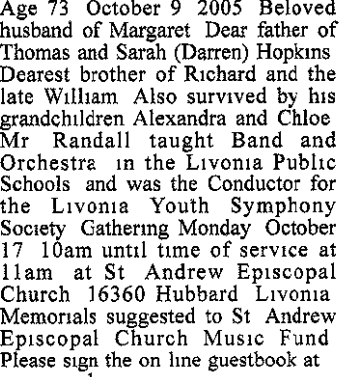 Age 73 October 9 2005 Beloved
husband of Margaret Dear father of
Thomas and Sarah (Darren) Hopkins
Dearest brother of Richard and the
late William Also survived by his
grandchildren Alexandra and Chloe
Mr Randall taught Band and
Orchestra in the Livonia Public
Schools and was the Conductor for
the Livonia Youth Symphony
Society Gathering Monday October
17 10am until time of service at
11am at St Andrew Episcopal
Church 16360 Hubbard Livonia
Memorials suggested to St Andrew
Episcopal Church Music Fund
Please sign the on line guestbook at